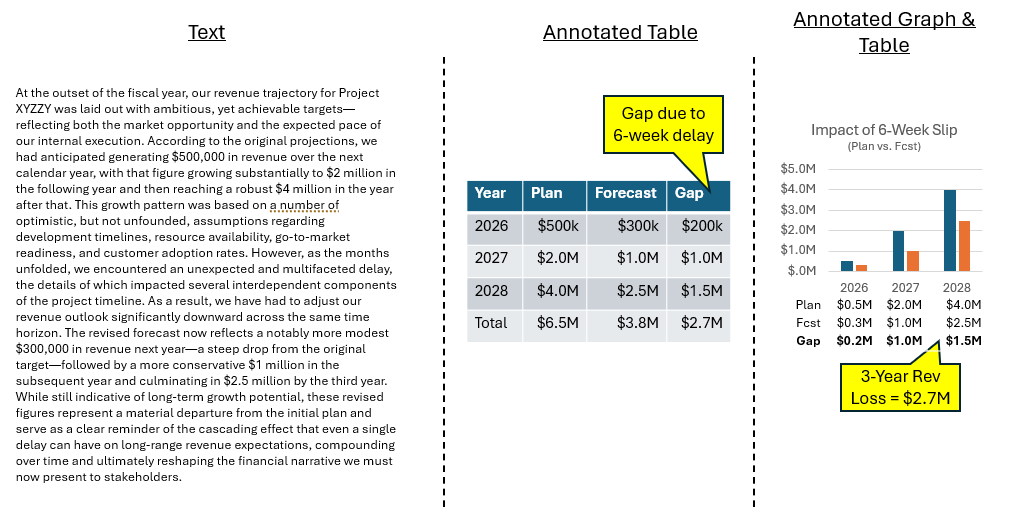 Text
At the outset of the fiscal year, our revenue trajectory for Project
XYZZY was laid out with ambitious, yet achievable targets—
reflecting both the market opportunity and the expected pace of
our internal execution. According to the original projections, we
had anticipated generating $500,000 in revenue over the next
calendar year, with that figure growing substantially to $2 million in
the following year and then reaching a robust $4 million in the year
after that. This growth pattern was based on a number of
optimistic, but not unfounded, assumptions regarding
development timelines, resource availability, go-to-market
readiness, and customer adoption rates. However, as the months
unfolded, we encountered an unexpected and multifaceted delay,
the details of which impacted several interdependent components
of the project timeline. As a result, we have had to adjust our
revenue outlook significantly downward across the same time
horizon. The revised forecast now reflects a notably more modest
$300,000 in revenue next year—a steep drop from the original
target—followed by a more conservative $1 million in the
subsequent year and culminating in $2.5 million by the third year.
While still indicative of long-term growth potential, these revised
figures represent a material departure from the initial plan and
serve as a clear reminder of the cascading effect that even a single
delay can have on long-range revenue expectations, compounding
over time and ultimately reshaping the financial narrative we must
now present to stakeholders.
Annotated Table
Gap due to
6-week delay
Year Plan Forecast Gap
2026 $500k $300k $200k
2027 $2.0M $1.0M $1.0M
2028 $4.0M $2.5M $1.5M
Total $6.5M $3.8M $2.7M
Annotated Graph &
Table
Impact of 6-Week Slip
(Plan vs. Fcst)
$5.0M
$4.0M
$3.0M
$2.0M
$1.0M
$.0M
2026 2027 2028
Plan $0.5M $2.0M $4.0M
Fcst $0.3M $1.0M $2.5M
Gap $0.2M $1.0M $1.5M
3-Year Rev
Loss = $2.7M